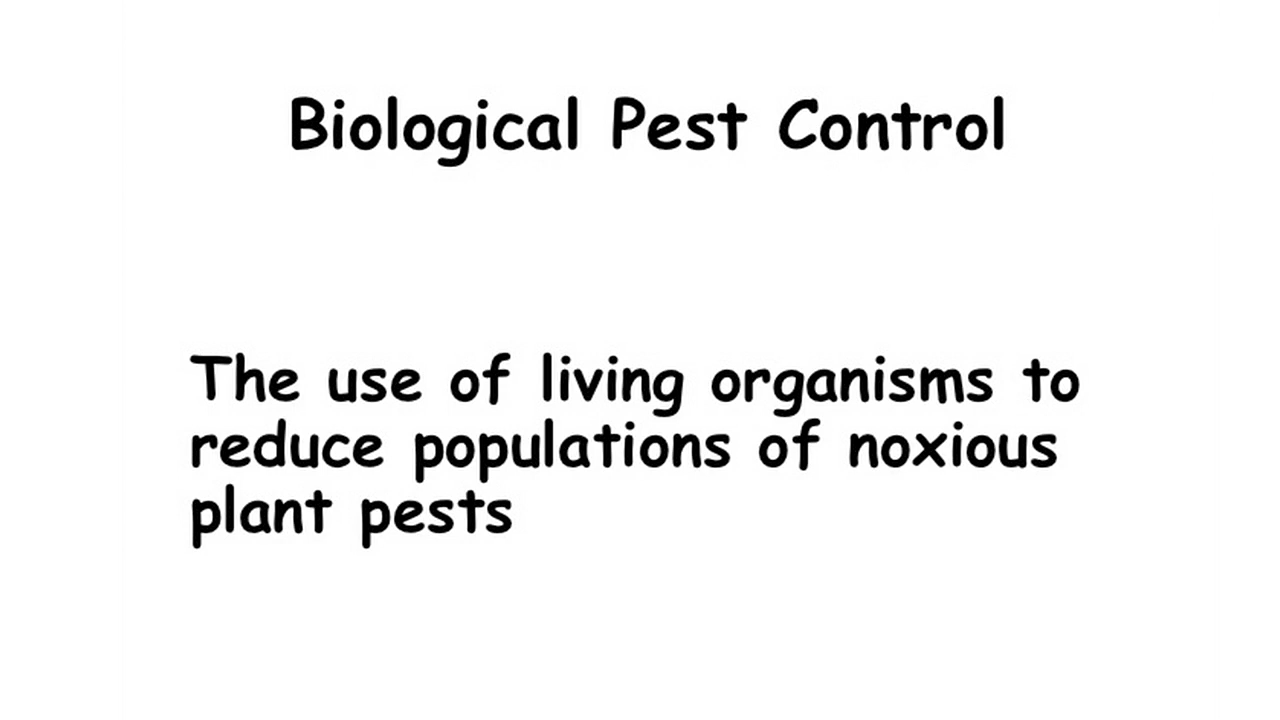 Biological Pest Control
The use of living organisms to
reduce populations of noxious
plant pests